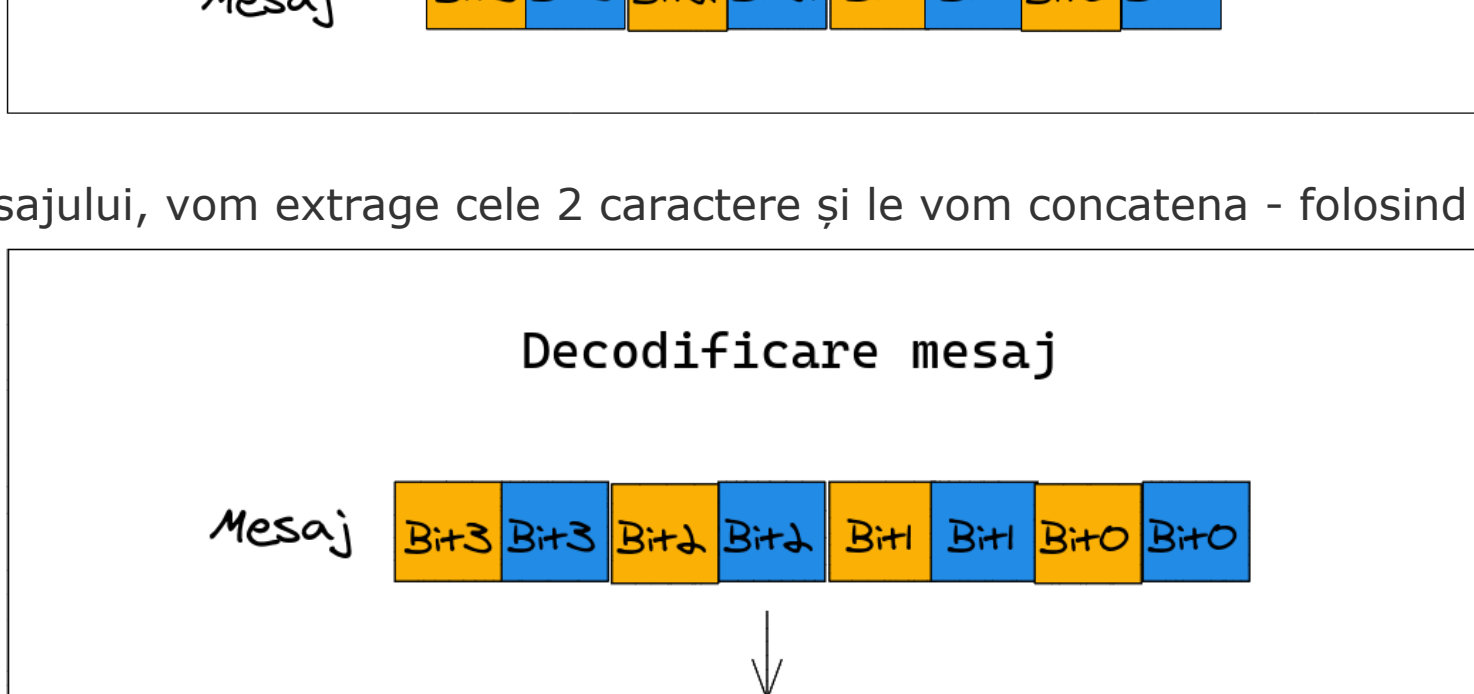 Mesaj
sajului, vom extrage cele 2 caractere și le vom concatena - folosind
Decodificare mesaj
Mesaj Bit3 Bit3 Bit2 Bit2 Bit1 Bit1 Bit0 Bit0